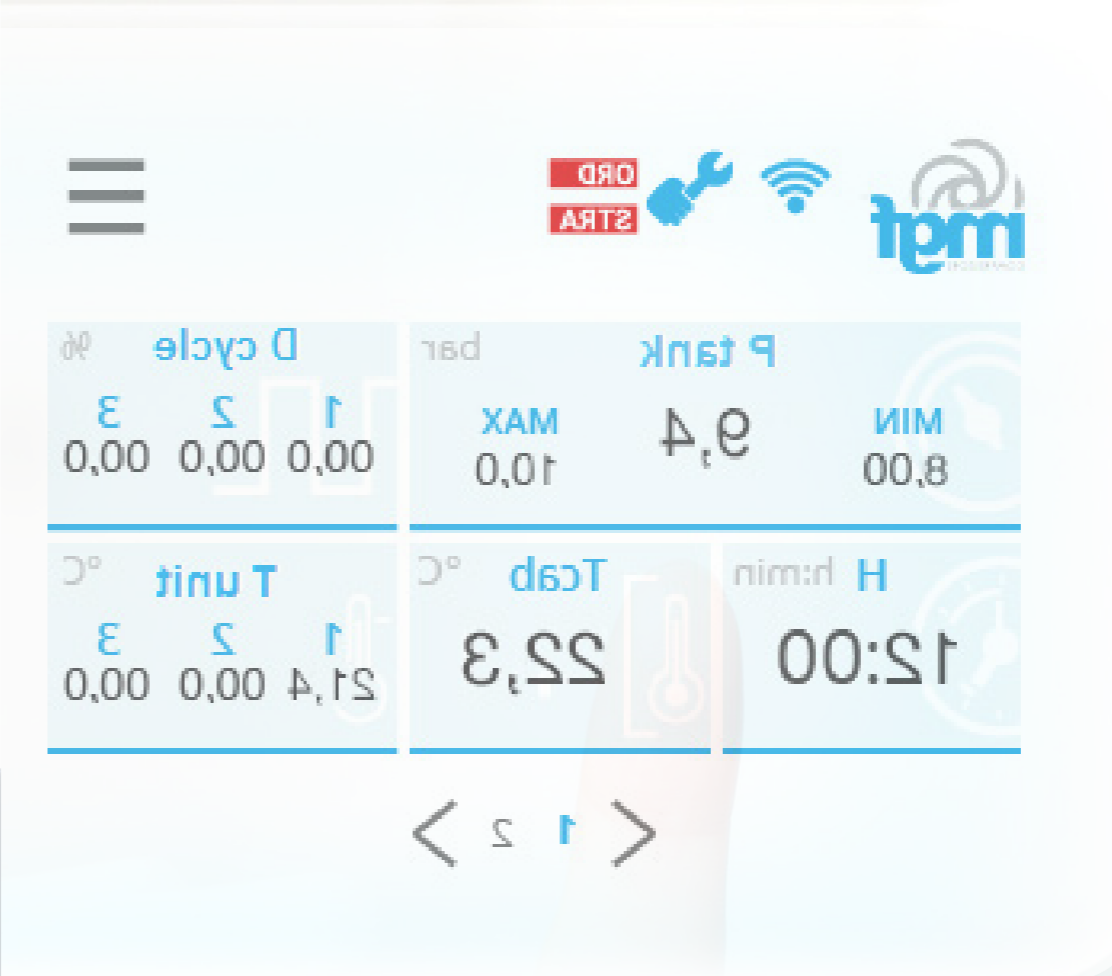 mgf
ORD
STRA
P tank bar
MIN 9,4 MAX
8,00 10,0
D cycle %
1 2 3
00,0 00,0 00,0
H h:min
12:00
Tcab °C
22,3
T unit °C
1 2 3
21,4 00,0 00,0
1 2